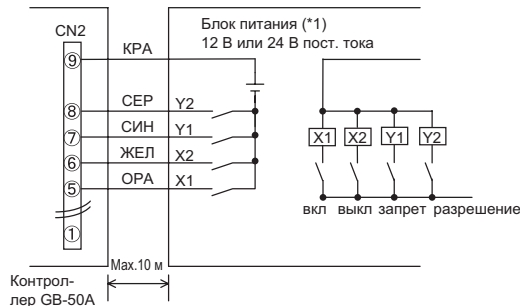 CN2
Блок питания (*1)
12 В или 24 В пост. тока
9 КРА
8 СЕР Y2
7 СИН Y1
6 ЖЕЛ X2
5 ОРА X1
1
X1 X2 Y1 Y2
вкл выкл запрет разрешение
Max.10 м
Контрол-
лер GB-50A